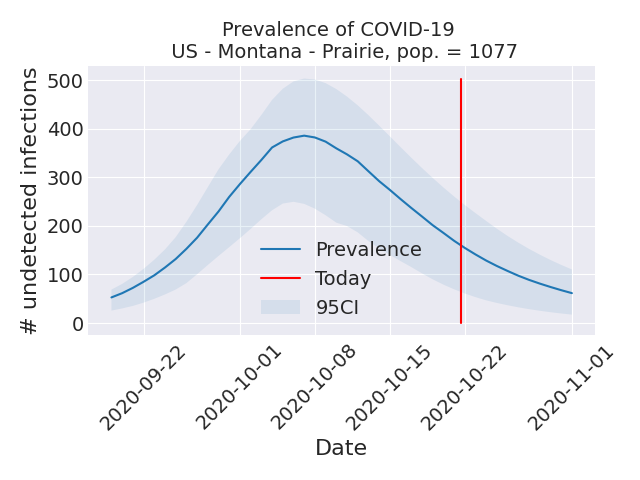 Prevalence of COVID-19
US - Montana - Prairie, pop. = 1077
# undetected infections
500
400
300
200
100
0
Prevalence
Today
95CI
2020-09-22
2020-10-01
2020-10-08
2020-10-15
2020-10-22
2020-11-01
Date